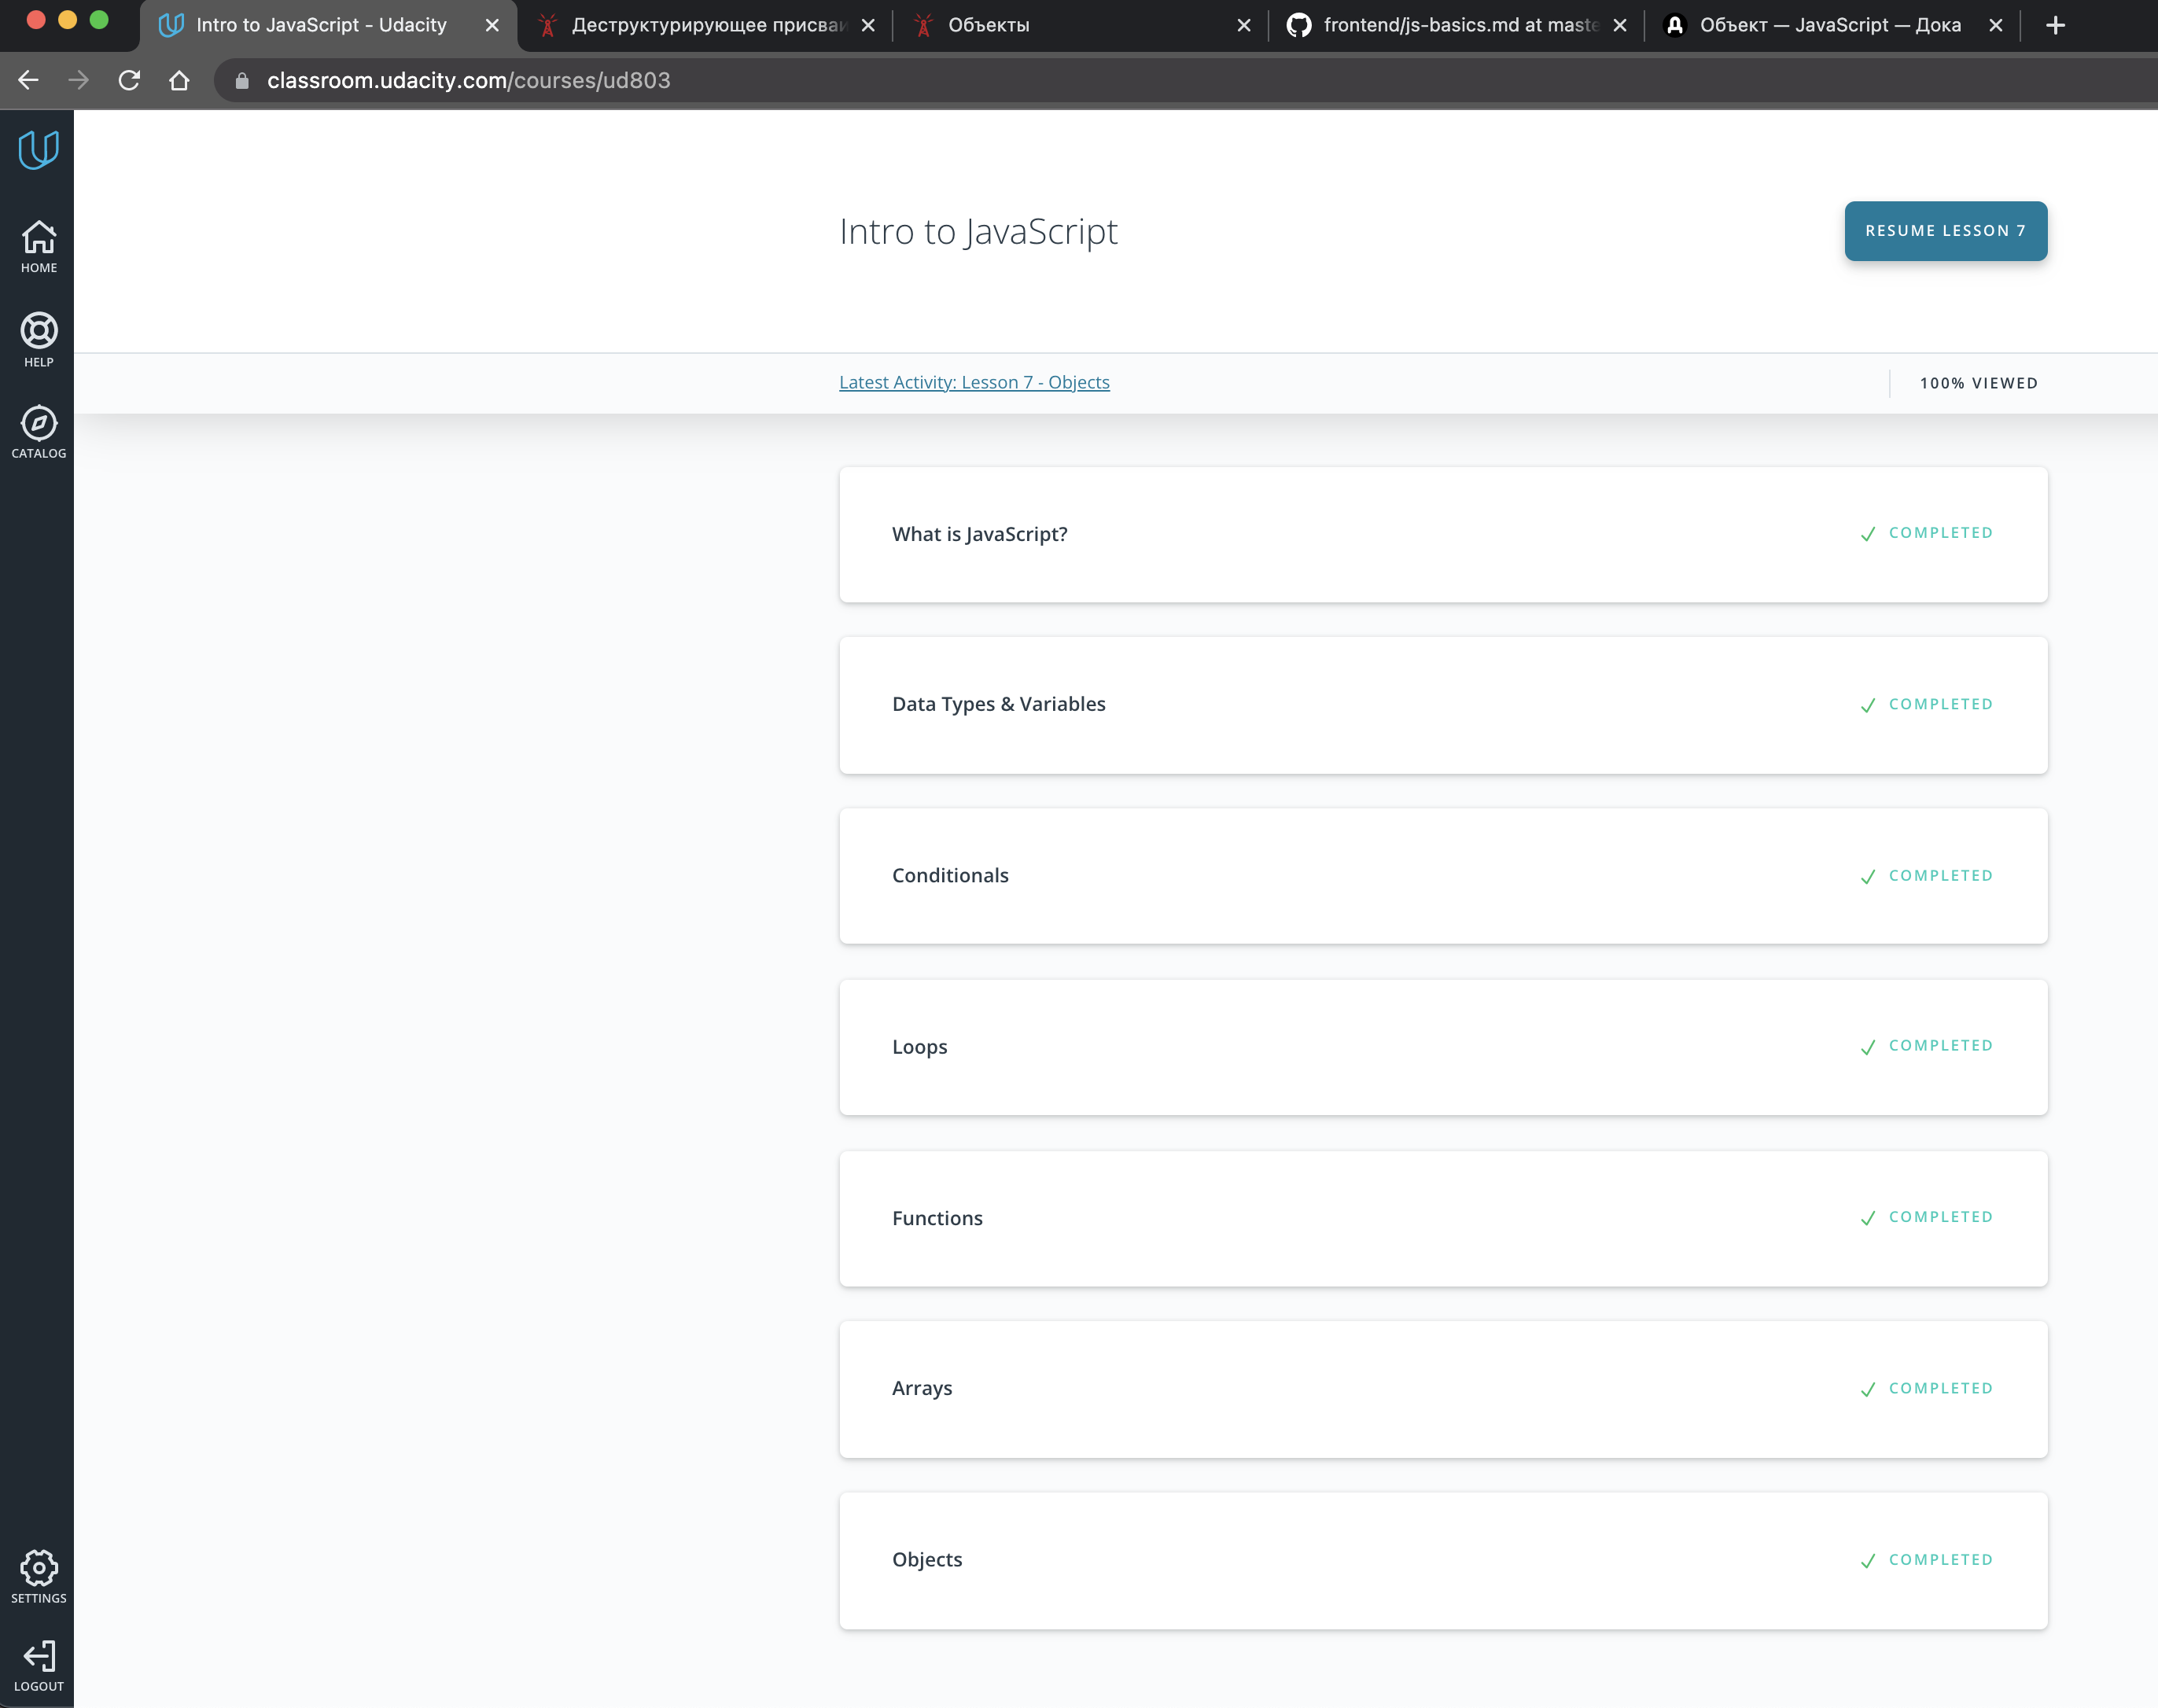 Intro to JavaScript - Udacity
Деструктурирующее присваи
Объекты
frontend/js-basics.md at maste
Объект — JavaScript — Дока
classroom.udacity.com/courses/ud803
HOME
HELP
CATALOG
SETTINGS
LOGOUT
Intro to JavaScript
RESUME LESSON 7
Latest Activity: Lesson 7 - Objects
100% VIEWED
What is JavaScript?
COMPLETED
Data Types & Variables
COMPLETED
Conditionals
COMPLETED
Loops
COMPLETED
Functions
COMPLETED
Arrays
COMPLETED
Objects
COMPLETED